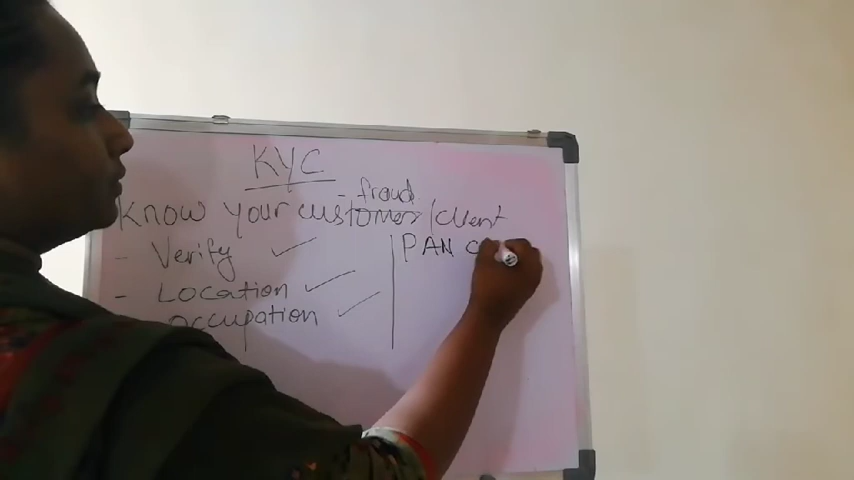 KYC
- fraud
know your customers/client
- Verify ✓
- Location ✓
occupation ✓
PAN C